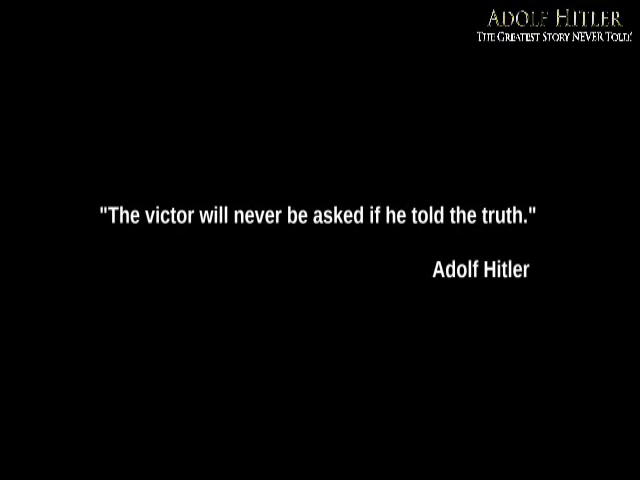 ADOLF HITLER
THE GREATEST STORY NEVER TOLD!
"The victor will never be asked if he told the truth."
Adolf Hitler